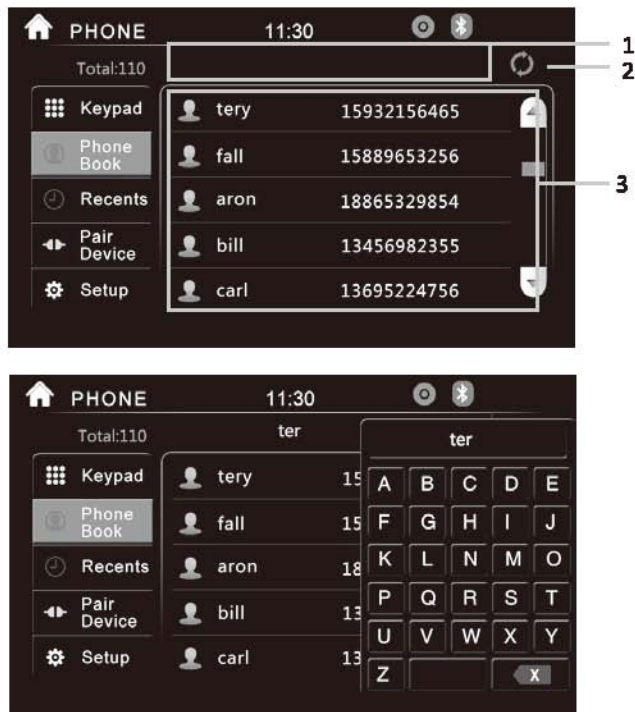 PHONE 11:30
1
Total:110
2
Keypad
tery 15932156465
Phone
Book
fall 15889653256
3
Recents
aron 18865329854
Pair
Device
bill 13456982355
Setup
carl 13695224756
PHONE 11:30
Total:110 ter
ter
Keypad
tery 15
A B C D E
Phone
Book
fall 15
F G H I J
Recents
aron 18
K L N M O
Pair
Device
bill 13
P Q R S T
U V W X Y
Setup
carl 13
Z X